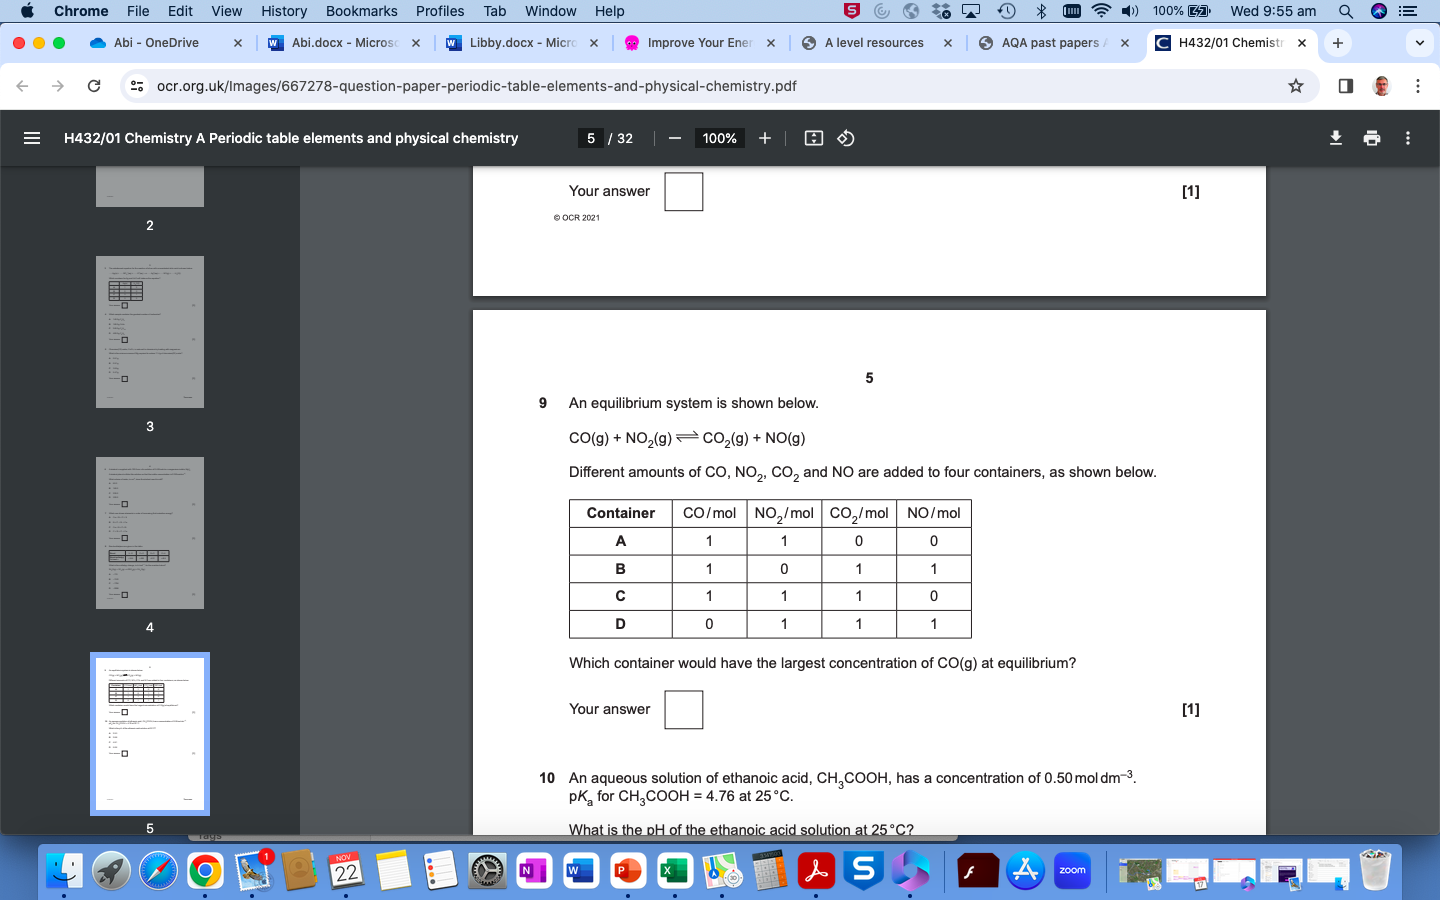 Chrome File Edit View History Bookmarks Profiles Tab Window Help 100% Wed 9:55 am
Abi - OneDrive Abi.docx - Microso Libby.docx - Micro Improve Your Ener A level resources AQA past papers A H432/01 Chemist
ocr.org.uk/Images/667278-question-paper-periodic-table-elements-and-physical-chemistry.pdf
H432/01 Chemistry A Periodic table elements and physical chemistry 5 / 32 100%
2
3
4
5
Your answer [1]
© OCR 2021
5
9 An equilibrium system is shown below.
CO(g) + NO₂(g) ⇌ CO₂(g) + NO(g)
Different amounts of CO, NO₂, CO₂ and NO are added to four containers, as shown below.
Container CO/mol NO₂/mol CO₂/mol NO/mol
A 1 1 0 0
B 1 0 1 1
C 1 1 1 0
D 0 1 1 1
Which container would have the largest concentration of CO(g) at equilibrium?
Your answer [1]
10 An aqueous solution of ethanoic acid, CH₃COOH, has a concentration of 0.50 mol dm⁻³.
pKₐ for CH₃COOH = 4.76 at 25 °C.
What is the pH of the ethanoic acid solution at 25 °C?
Tags
1
NOV
22
zoom